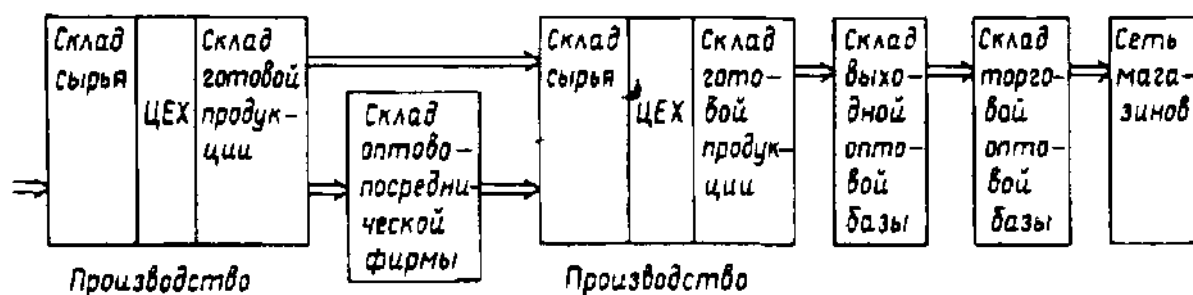 Склад
сырья
ЦЕХ
Склад
готовой
продук-
ции
Склад
оптово-
посредни-
ческой
фирмы
Склад
сырья
ЦЕХ
Склад
гото-
вой
продук-
ции
Склад
выхо-
дной
опто-
вой
базы
Склад
торго-
вой
опто-
вой
базы
Сеть
мага-
зинов
Производство
Производство